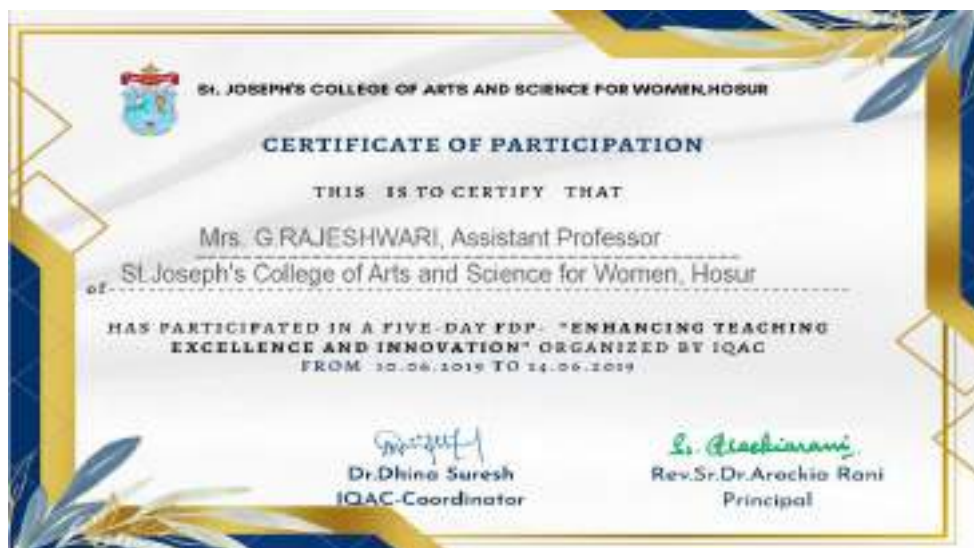 St. JOSEPH'S COLLEGE OF ARTS AND SCIENCE FOR WOMEN,HOSUR
CERTIFICATE OF PARTICIPATION
THIS IS TO CERTIFY THAT
Mrs. G.RAJESHWARI, Assistant Professor
of St.Joseph's College of Arts and Science for Women, Hosur
HAS PARTICIPATED IN A FIVE-DAY FDP- "ENHANCING TEACHING
EXCELLENCE AND INNOVATION" ORGANIZED BY IQAC
FROM 10.06.2019 TO 14.06.2019
Dr.Dhina Suresh
IQAC-Coordinator
Sr. Arackiarani
Rev.Sr.Dr.Arockia Rani
Principal